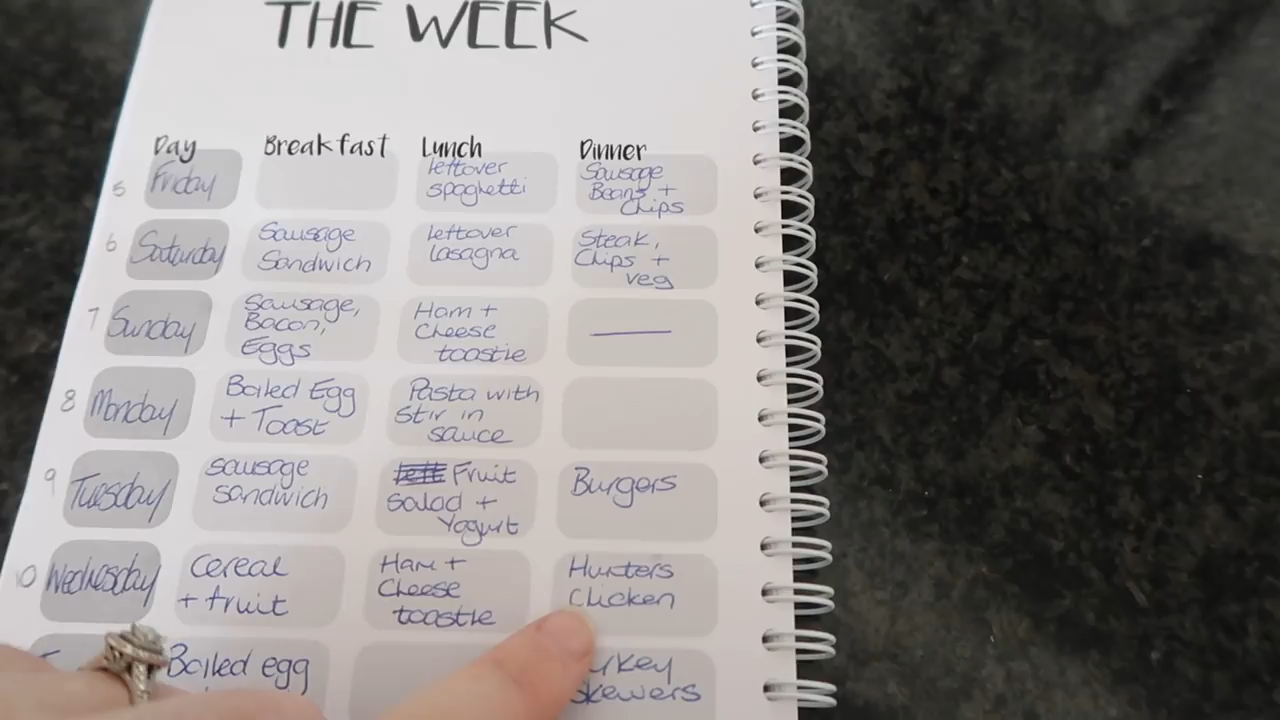 THE WEEK
Day Breakfast Lunch Dinner
5 Friday
leftover
spaghetti
Sausage
Beans +
Chips
6 Saturday
Sausage
Sandwich
leftover
lasagna
Steak,
Chips +
veg
7 Sunday
Sausage,
Bacon,
Eggs
Ham +
Cheese
toastie
8 Monday
Boiled Egg
+ Toast
Pasta with
Stir in
sauce
9 Tuesday
sausage
sandwich
Fruit
Salad +
Yogurt
Burgers
10 Wednesday
Cereal
+ fruit
Ham +
Cheese
toastie
Hunters
Chicken
Boiled egg
skewers